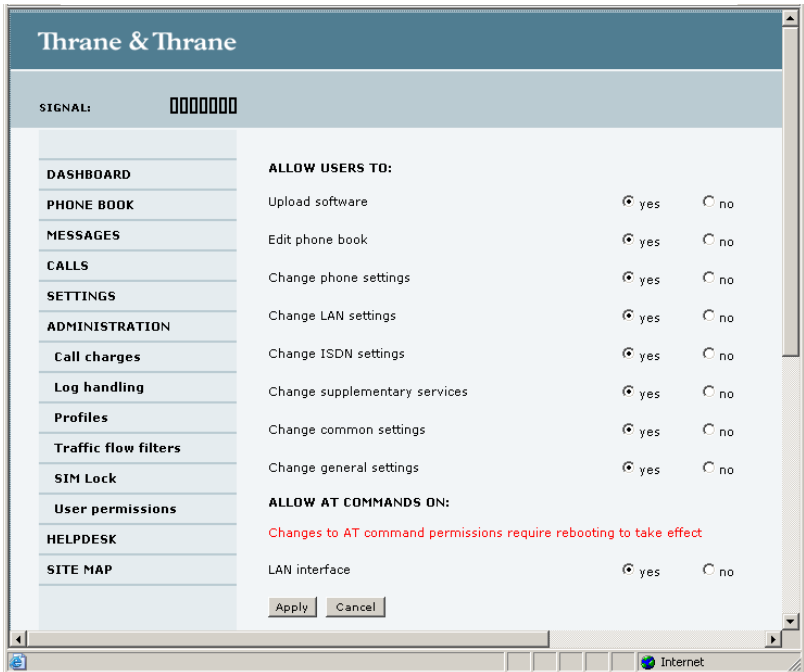 Thrane & Thrane
SIGNAL:
DASHBOARD
PHONE BOOK
MESSAGES
CALLS
SETTINGS
ADMINISTRATION
Call charges
Log handling
Profiles
Traffic flow filters
SIM Lock
User permissions
HELPDESK
SITE MAP
ALLOW USERS TO:
Upload software yes no
Edit phone book yes no
Change phone settings yes no
Change LAN settings yes no
Change ISDN settings yes no
Change supplementary services yes no
Change common settings yes no
Change general settings yes no
ALLOW AT COMMANDS ON:
Changes to AT command permissions require rebooting to take effect
LAN interface yes no
Apply Cancel
Internet